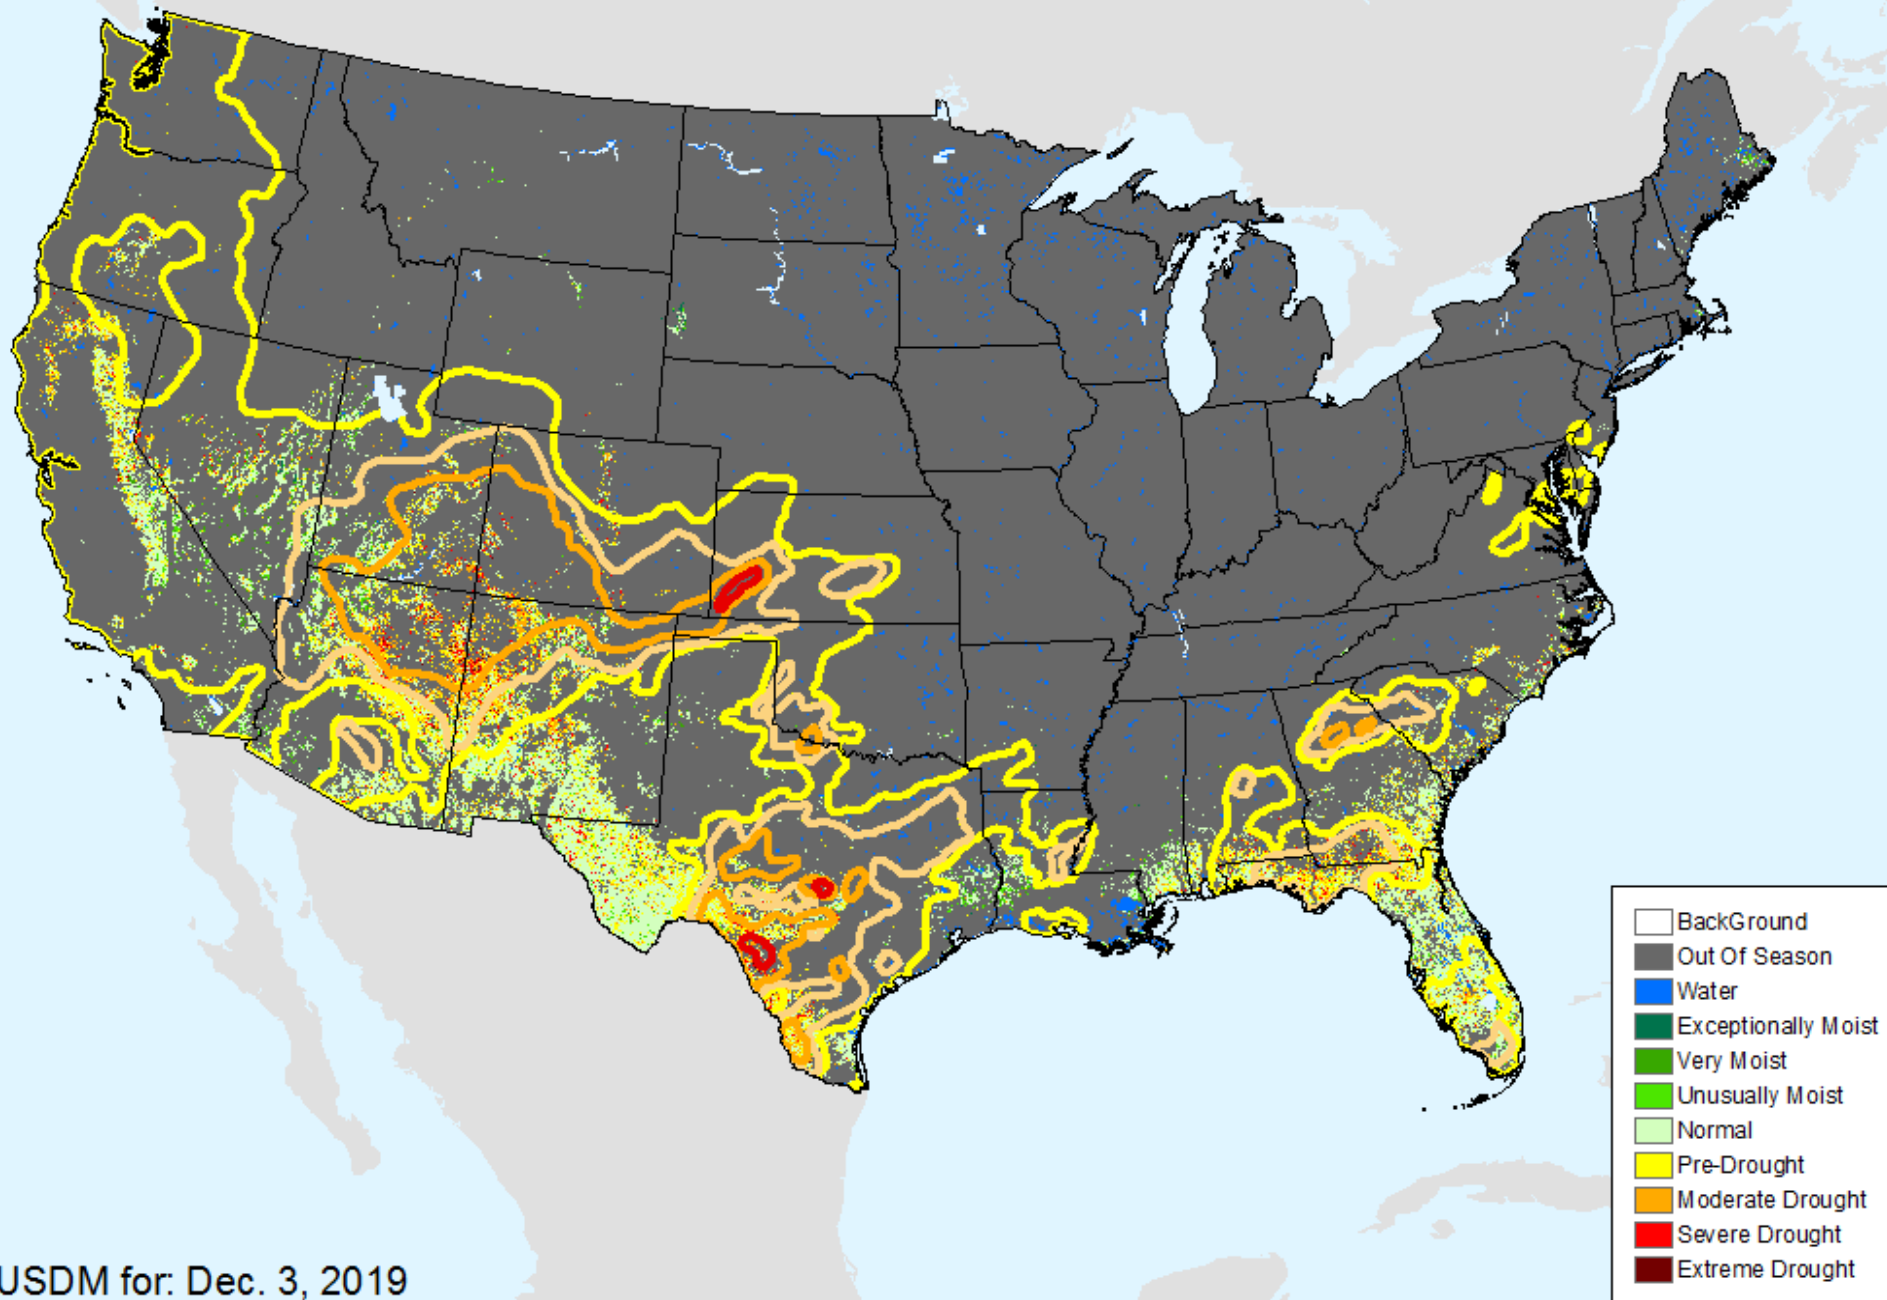 BackGround
Out Of Season
Water
Exceptionally Moist
Very Moist
Unusually Moist
Normal
Pre-Drought
Moderate Drought
Severe Drought
Extreme Drought
USDM for: Dec. 3, 2019